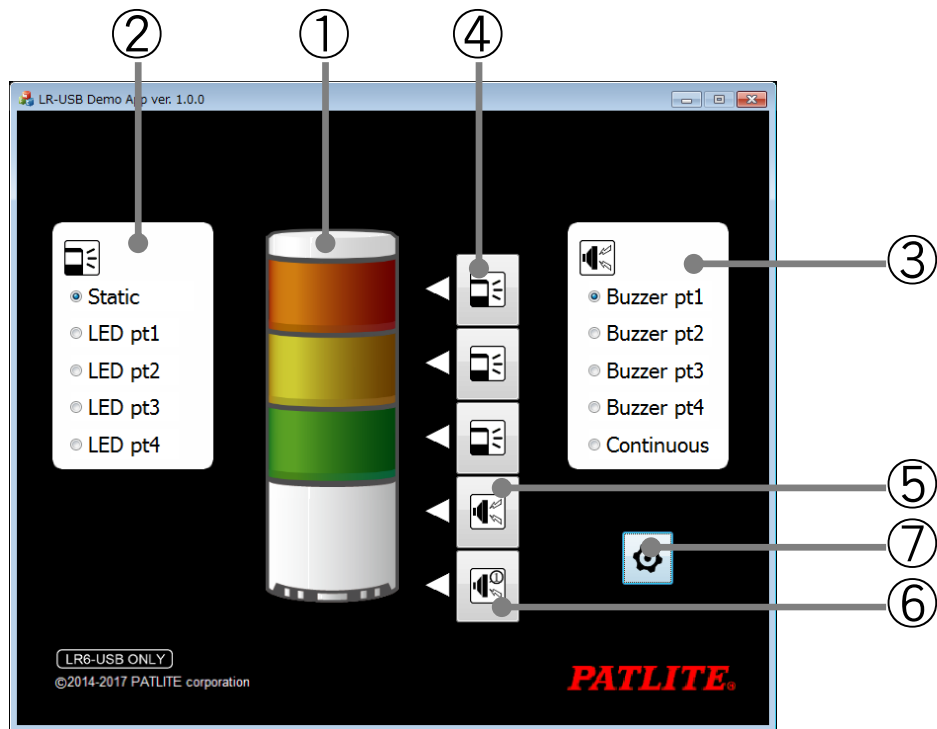 ② ① ④
LR-USB Demo App ver. 1.0.0
Static
LED pt1
LED pt2
LED pt3
LED pt4
Buzzer pt1
Buzzer pt2
Buzzer pt3
Buzzer pt4
Continuous
③
⑤
⑦
⑥
LR6-USB ONLY
©2014-2017 PATLITE corporation
PATLITE®